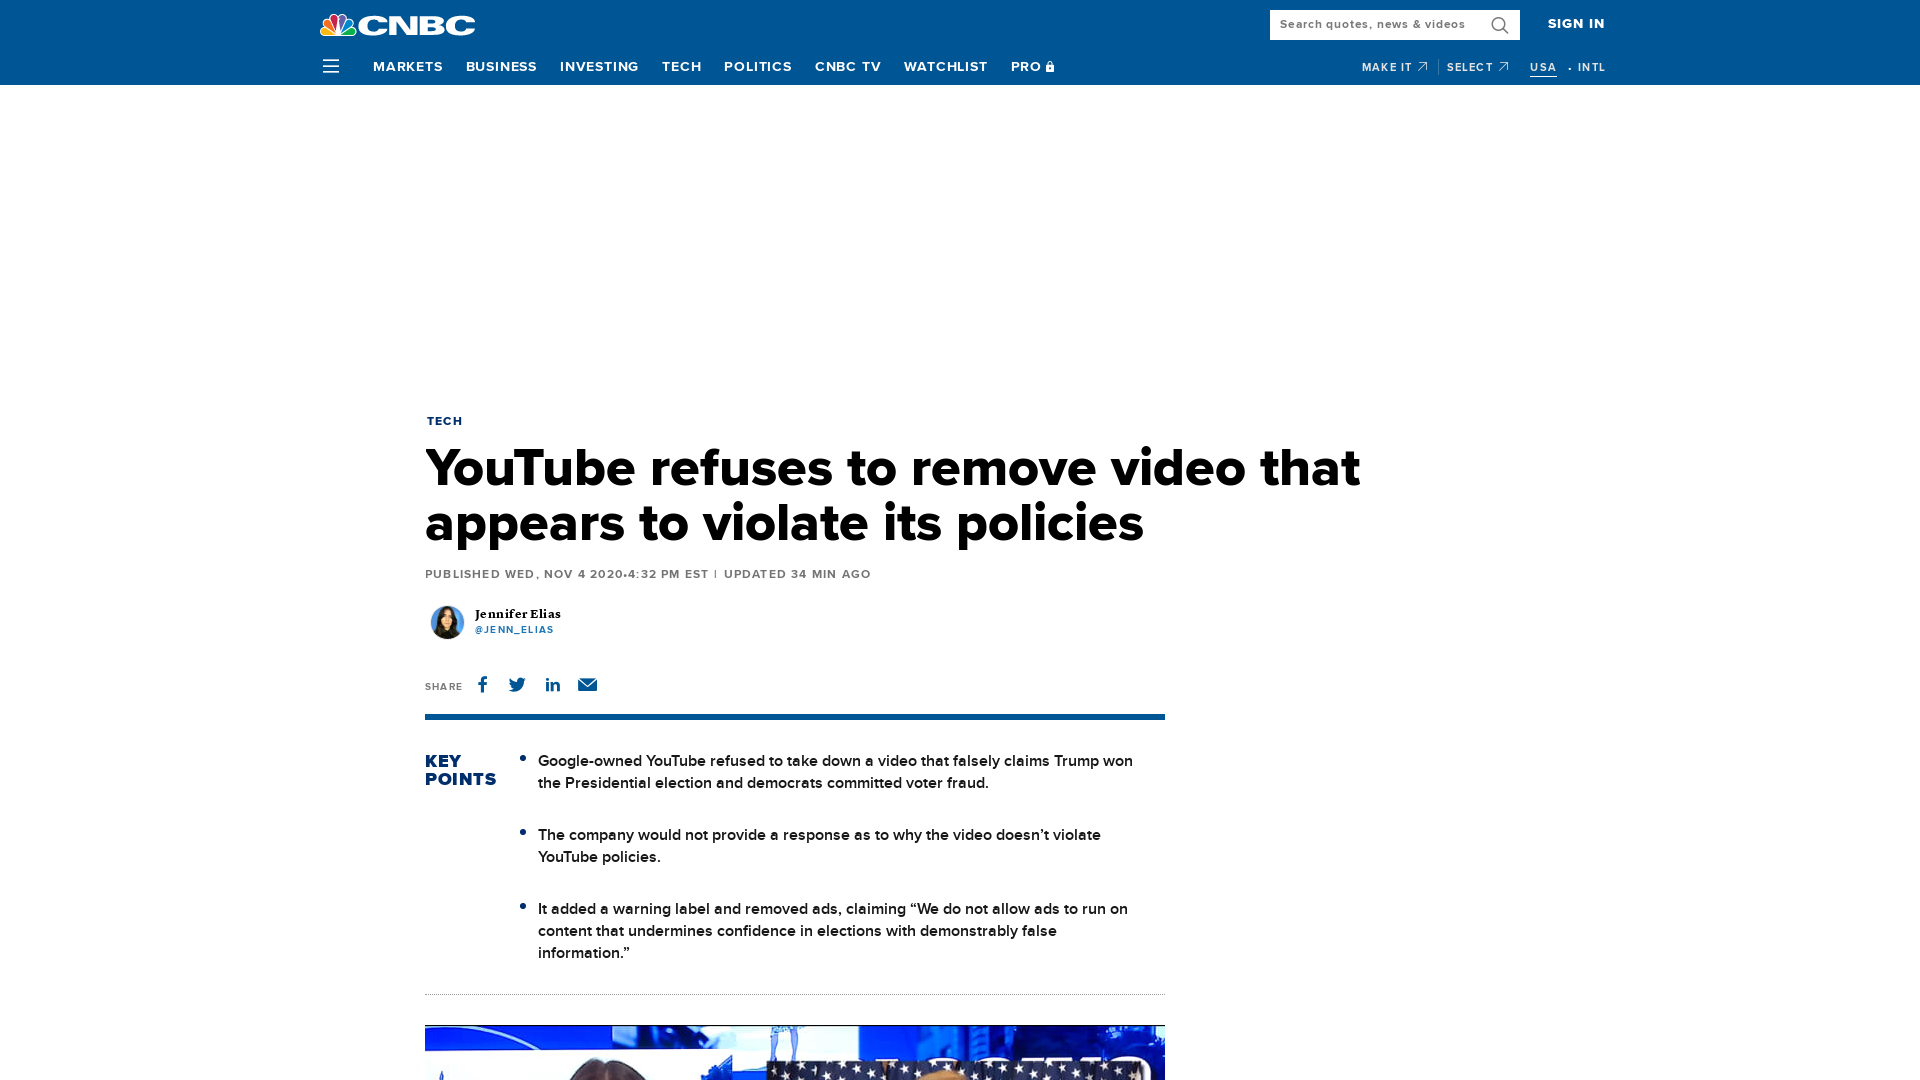 CNBC
Search quotes, news & videos
SIGN IN
MARKETS BUSINESS INVESTING TECH POLITICS CNBC TV WATCHLIST PRO
MAKE IT SELECT USA • INTL
TECH
YouTube refuses to remove video that
appears to violate its policies
PUBLISHED WED, NOV 4 2020•4:32 PM EST | UPDATED 34 MIN AGO
Jennifer Elias
@JENN_ELIAS
SHARE
KEY
POINTS
• Google-owned YouTube refused to take down a video that falsely claims Trump won
the Presidential election and democrats committed voter fraud.
• The company would not provide a response as to why the video doesn’t violate
YouTube policies.
• It added a warning label and removed ads, claiming “We do not allow ads to run on
content that undermines confidence in elections with demonstrably false
information.”